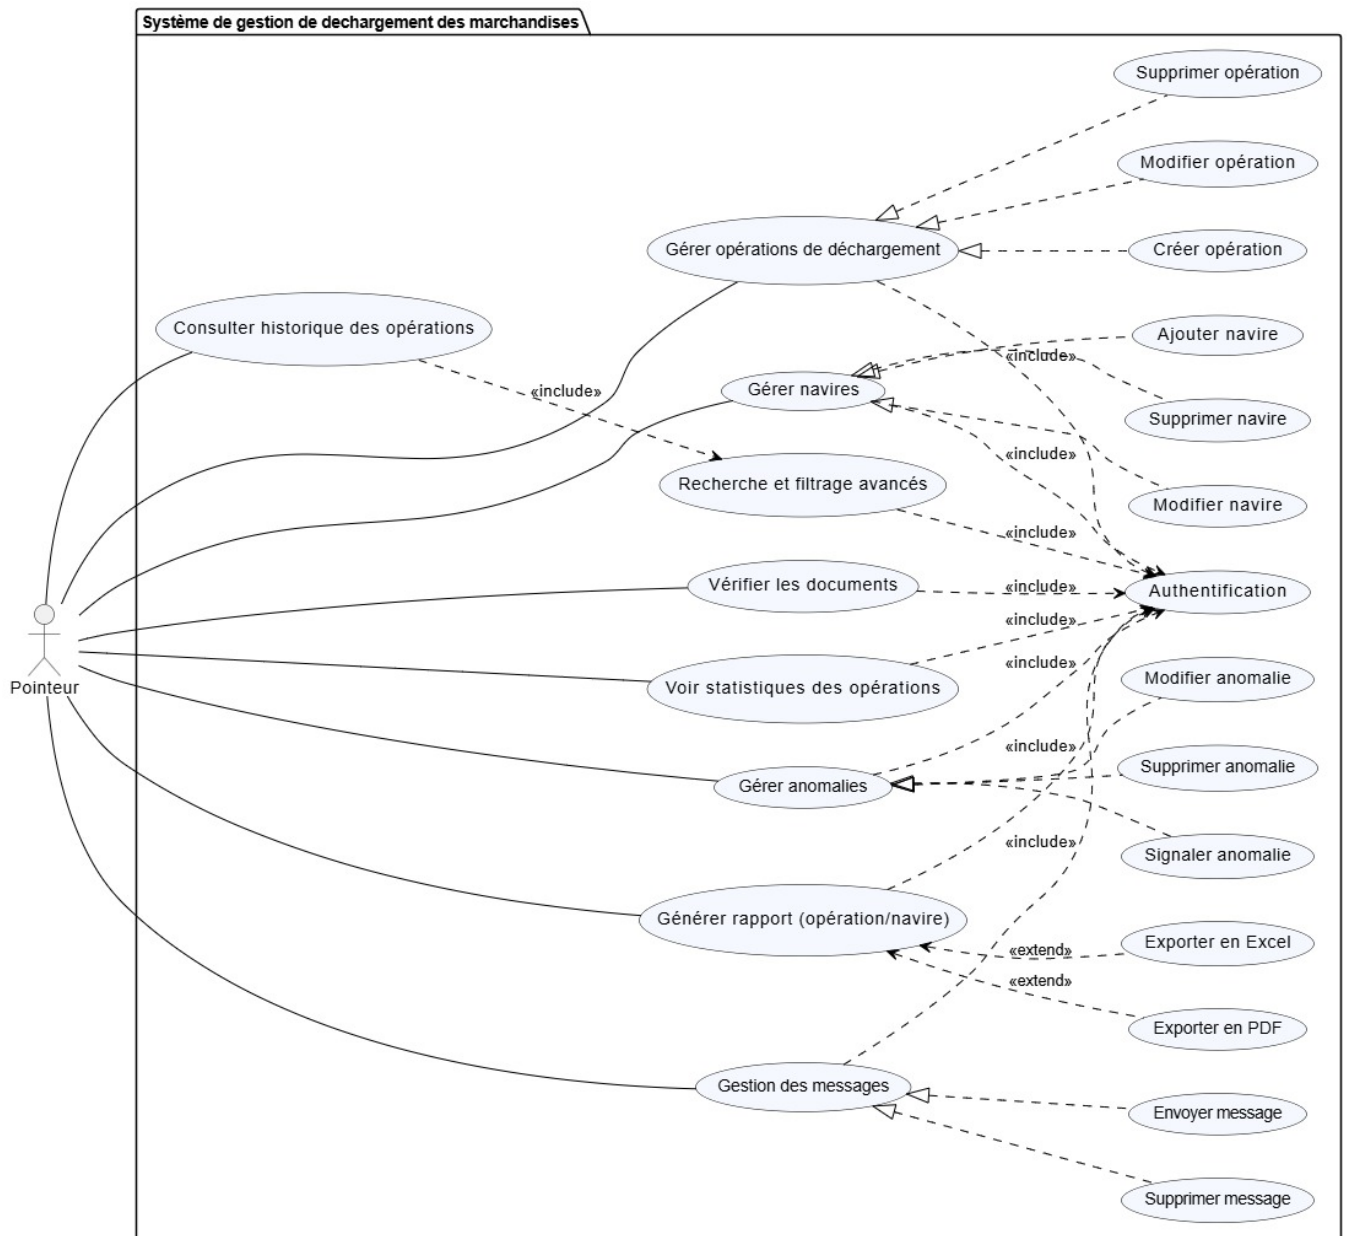 Système de gestion de dechargement des marchandises
Supprimer opération
Modifier opération
Gérer opérations de déchargement
Créer opération
Consulter historique des opérations
Ajouter navire
«include»
Gérer navires
«include»
Supprimer navire
«include»
Recherche et filtrage avancés
Modifier navire
«include»
Vérifier les documents
«include»
Authentification
«include»
Pointeur
Voir statistiques des opérations
«include»
Modifier anomalie
«include»
Gérer anomalies
Supprimer anomalie
«include»
Signaler anomalie
Générer rapport (opération/navire)
Exporter en Excel
«extend»
«extend»
Exporter en PDF
Gestion des messages
Envoyer message
Supprimer message